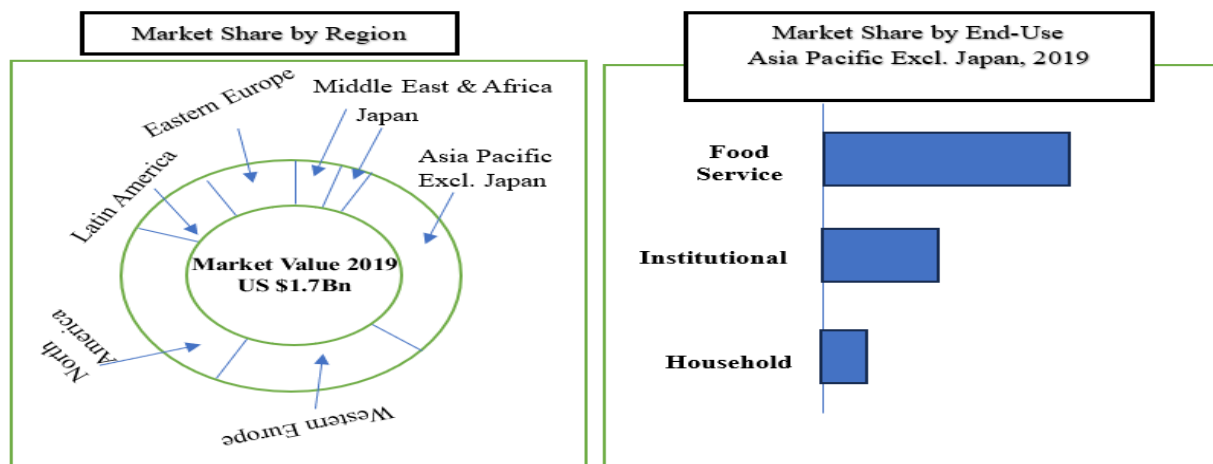 Market Share by Region
Eastern Europe
Middle East & Africa
Japan
Asia Pacific
Excl. Japan
Latin America
Market Value 2019
US $1.7Bn
North
America
Western Europe
Market Share by End-Use
Asia Pacific Excl. Japan, 2019
Food
Service
Institutional
Household